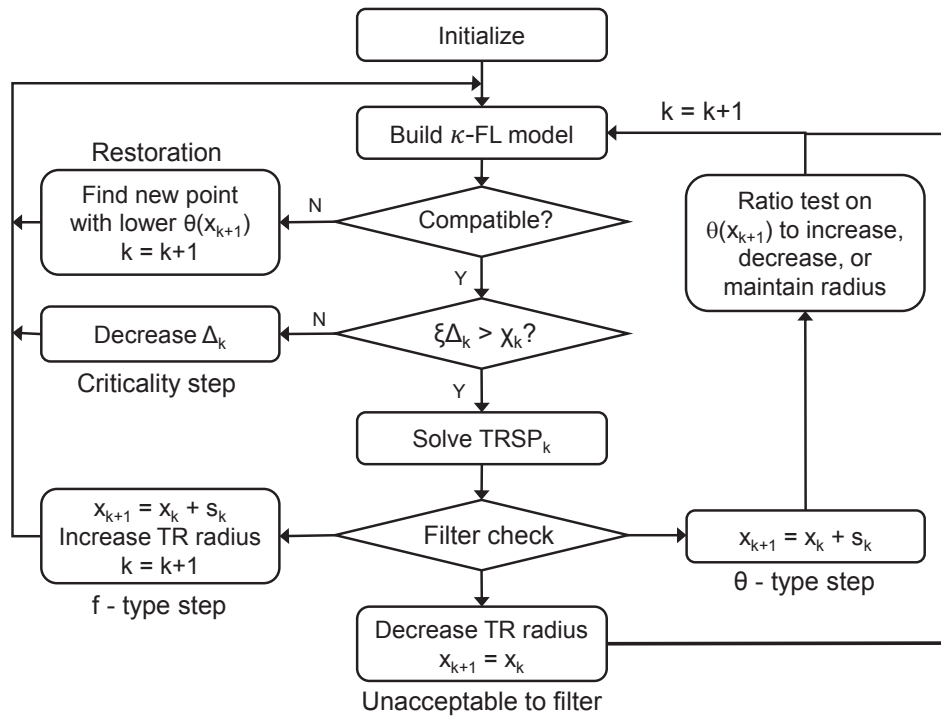 Initialize
Build κ-FL model
k = k+1
Restoration
Find new point
with lower θ(xₖ₊₁)
k = k+1
N
Compatible?
Ratio test on
θ(xₖ₊₁) to increase,
decrease, or
maintain radius
Y
Decrease Δₖ
N
ξΔₖ > χₖ?
Criticality step
Y
Solve TRSPₖ
xₖ₊₁ = xₖ + sₖ
Increase TR radius
k = k+1
f - type step
Filter check
xₖ₊₁ = xₖ + sₖ
θ - type step
Decrease TR radius
xₖ₊₁ = xₖ
Unacceptable to filter